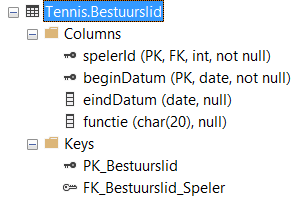 Tennis.Bestuurslid
Columns
spelerId (PK, FK, int, not null)
beginDatum (PK, date, not null)
eindDatum (date, null)
functie (char(20), null)
Keys
PK_Bestuurslid
FK_Bestuurslid_Speler